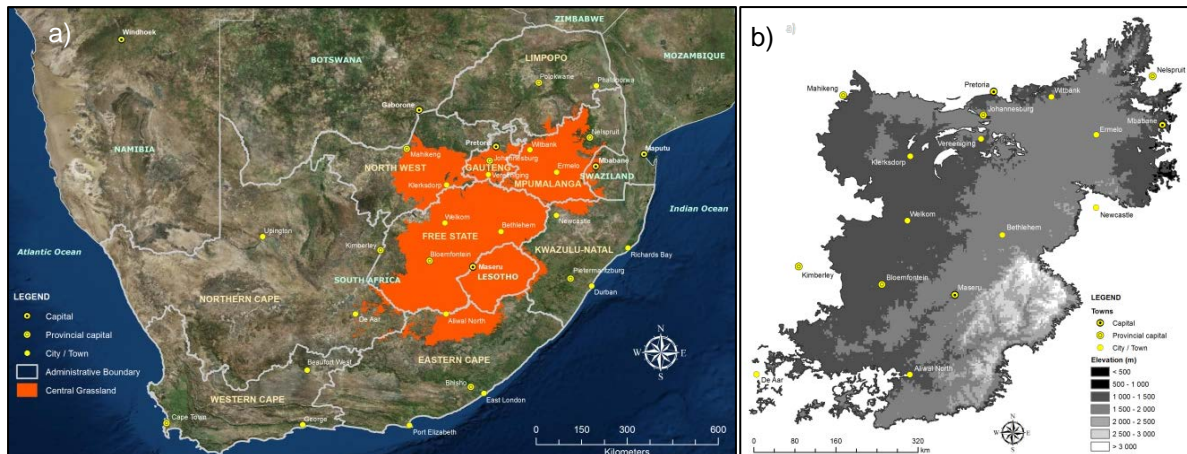 a)
Windhoek
ZIMBABWE
BOTSWANA
LIMPOPO
MOZAMBIQUE
Polokwane
Phalaborwa
Gaborone
NAMIBIA
Nelspruit
Pretoria
Mahikeng
Johannesburg
Witbank
Mbabane
Maputu
NORTH WEST
GAUTENG
Vereeniging
Ermelo
SWAZILAND
Klerksdorp
MPUMALANGA
Indian Ocean
Newcastle
Welkom
Upington
FREE STATE
Bethlehem
Atlantic Ocean
Kimberley
KWAZULU-NATAL
Richards Bay
Bloemfontein
Maseru
SOUTH AFRICA
LESOTHO
Pietermaritzburg
Durban
LEGEND
NORTHERN CAPE
Capital
De Aar
Aliwal North
Provincial capital
City / Town
EASTERN CAPE
Beaufort West
Administrative Boundary
Bhisho
Central Grassland
WESTERN CAPE
East London
Cape Town
George
Port Elizabeth
N
W E
S
0 150 300 600
Kilometers
b)
a)
Nelspruit
Pretoria
Mahikeng
Witbank
Johannesburg
Mbabane
Ermelo
Vereeniging
Klerksdorp
Newcastle
Welkom
Bethlehem
Kimberley
Bloemfontein
Maseru
LEGEND
Towns
Capital
Provincial capital
City / Town
Elevation (m)
< 500
500 - 1 000
1 000 - 1 500
1 500 - 2 000
2 000 - 2 500
2 500 - 3 000
> 3 000
De Aar
Aliwal North
N
W E
S
0 80 160 320
km